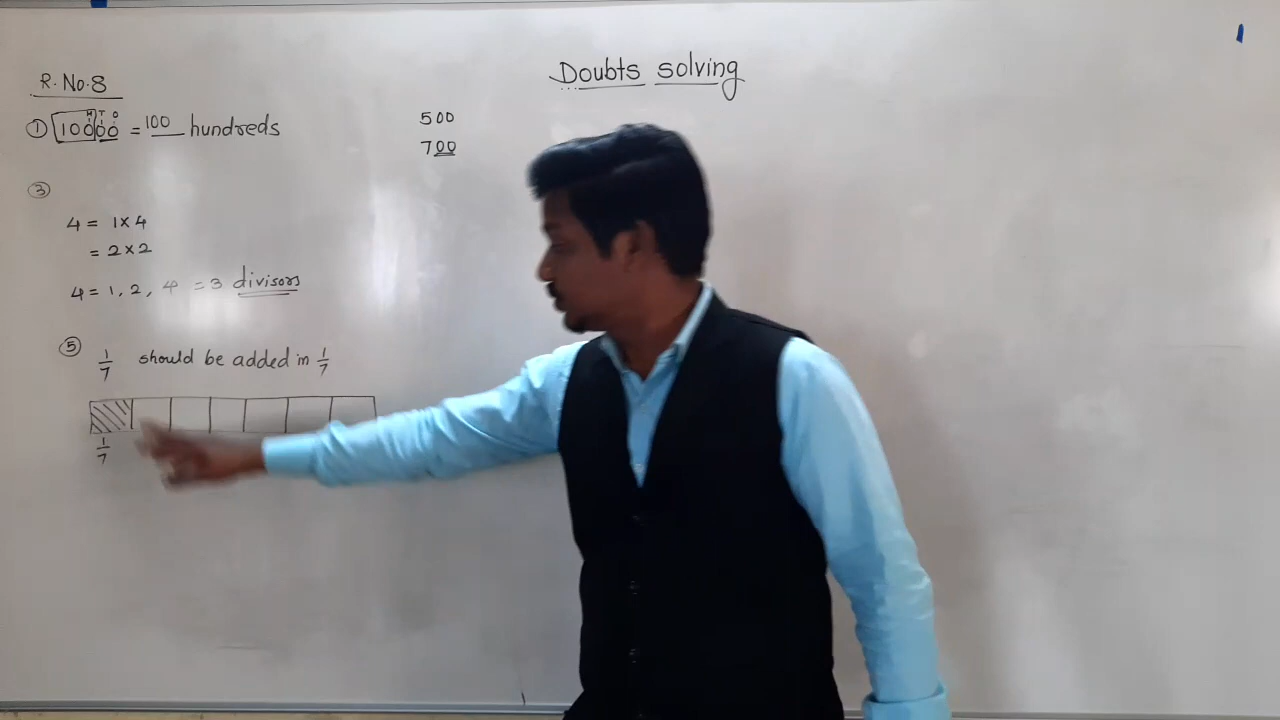 Doubts solving
R. No.8
① 10000 = 100 hundreds
H T O
500
700
③
4 = 1×4
= 2×2
4 = 1, 2, 4 = 3 divisors
⑤ 1/7 should be added in 1/7
1/7